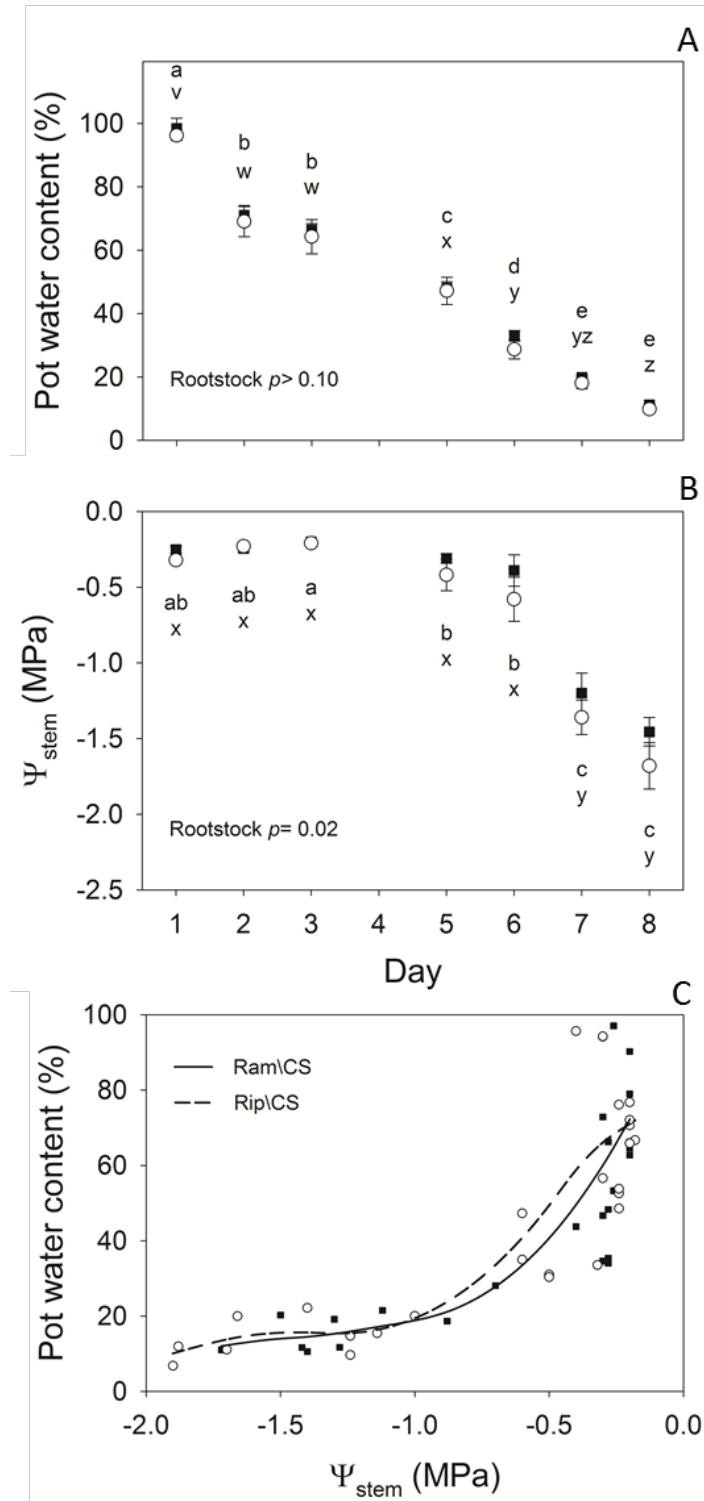 A
Pot water content (%)
100
80
60
40
20
0
a
v
b
w
b
w
c
x
d
y
e
yz
e
z
Rootstock p> 0.10
B
Ψstem (MPa)
0.0
-0.5
-1.0
-1.5
-2.0
-2.5
ab
x
ab
x
a
x
b
x
b
x
c
y
c
y
Rootstock p= 0.02
1 2 3 4 5 6 7 8
Day
C
Pot water content (%)
100
80
60
40
20
0
Ram\CS
Rip\CS
-2.0 -1.5 -1.0 -0.5 0.0
Ψstem (MPa)